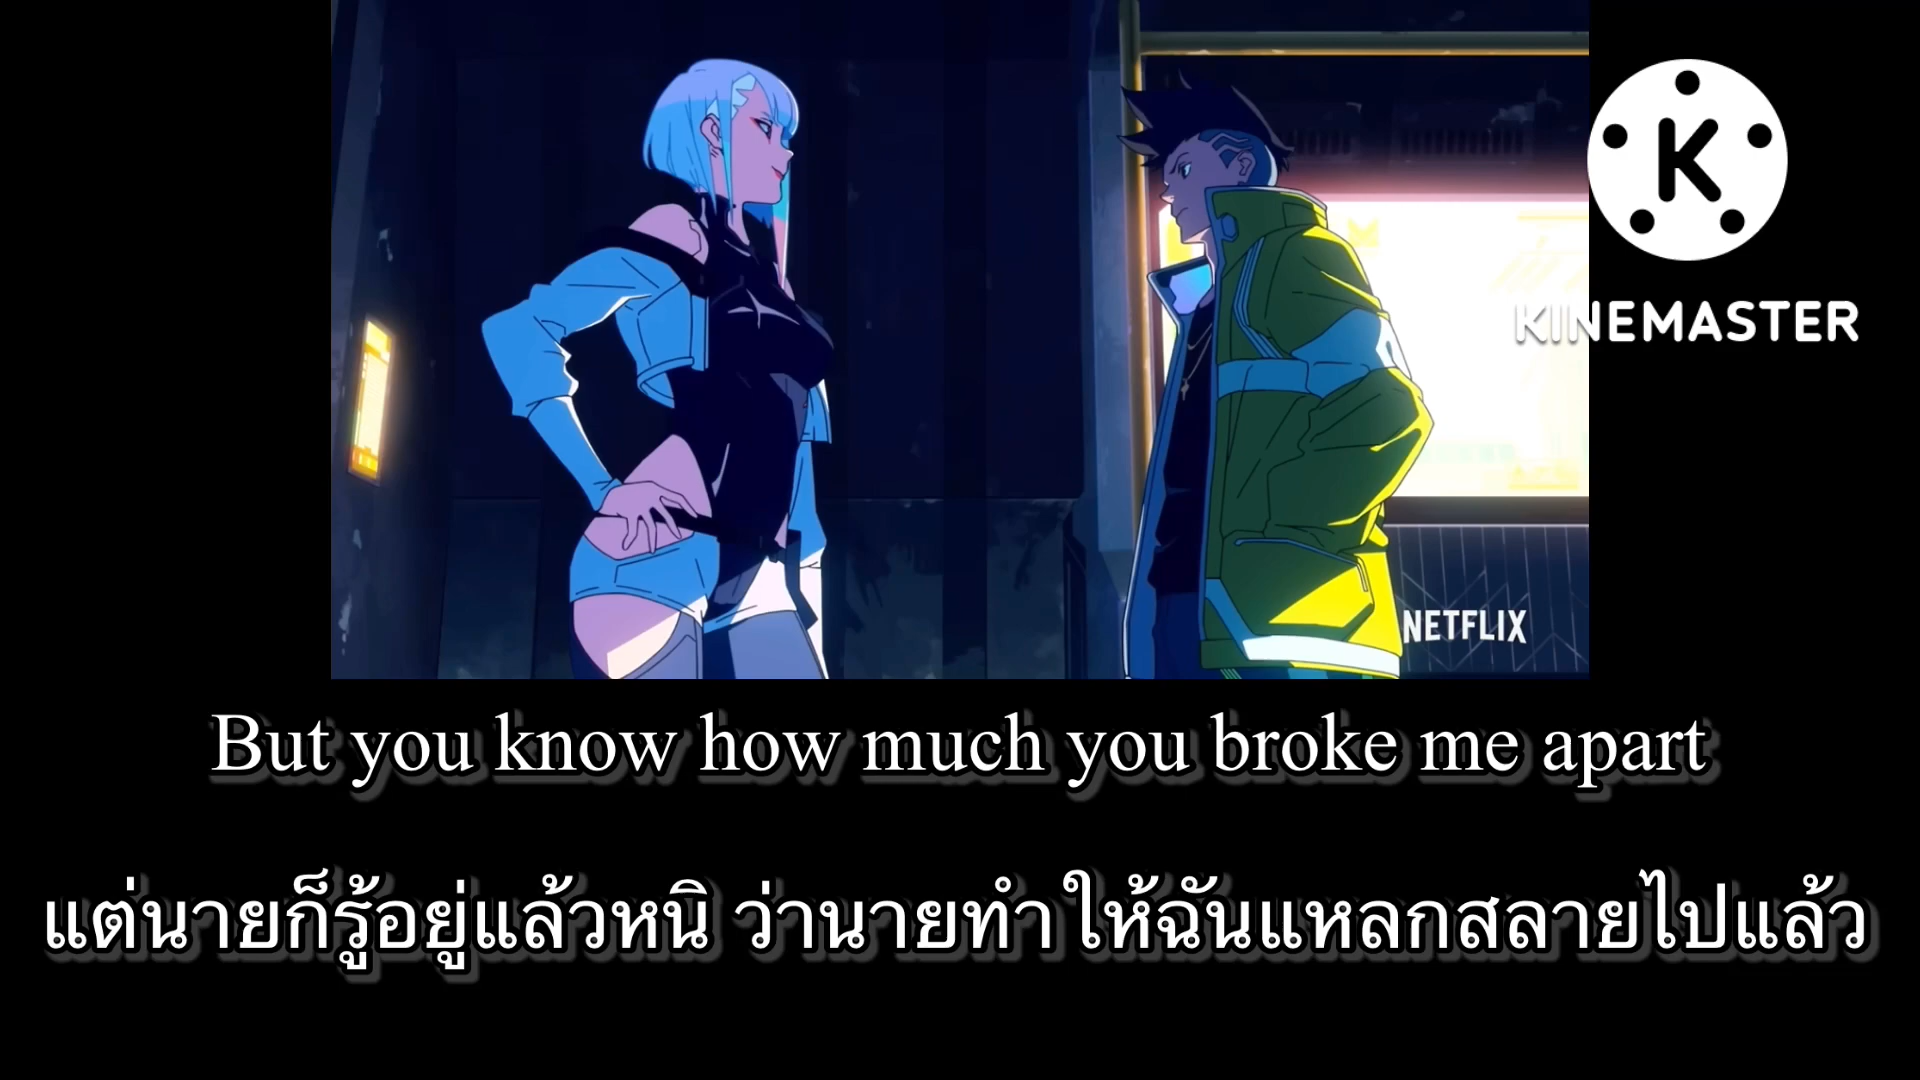 K
KINEMASTER
NETFLIX
But you know how much you broke me apart
แต่นายก็รู้อยู่แล้วหนิ ว่านายทำให้ฉันแหลกสลายไปแล้ว